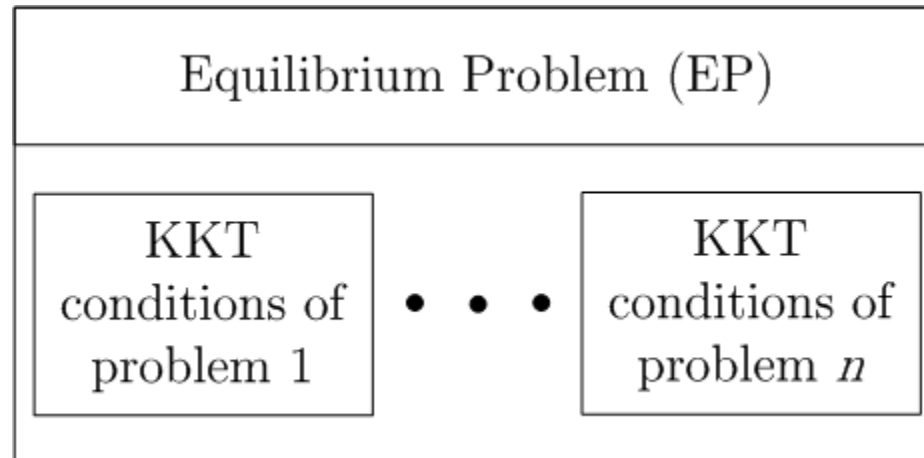 Equilibrium Problem (EP)
KKT
conditions of
problem 1
KKT
conditions of
problem n